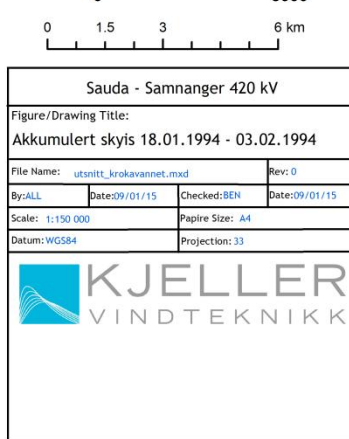 0 1.5 3 6 km
Sauda - Samnanger 420 kV
Figure/Drawing Title:
Akkumulert skyis 18.01.1994 - 03.02.1994
File Name: utsnitt_krokavannet.mxd Rev: 0
By:ALL Date:09/01/15 Checked:BEN Date:09/01/15
Scale: 1:150 000 Papire Size: A4
Datum:WGS84 Projection:33
KJELLER
VINDTEKNIKK